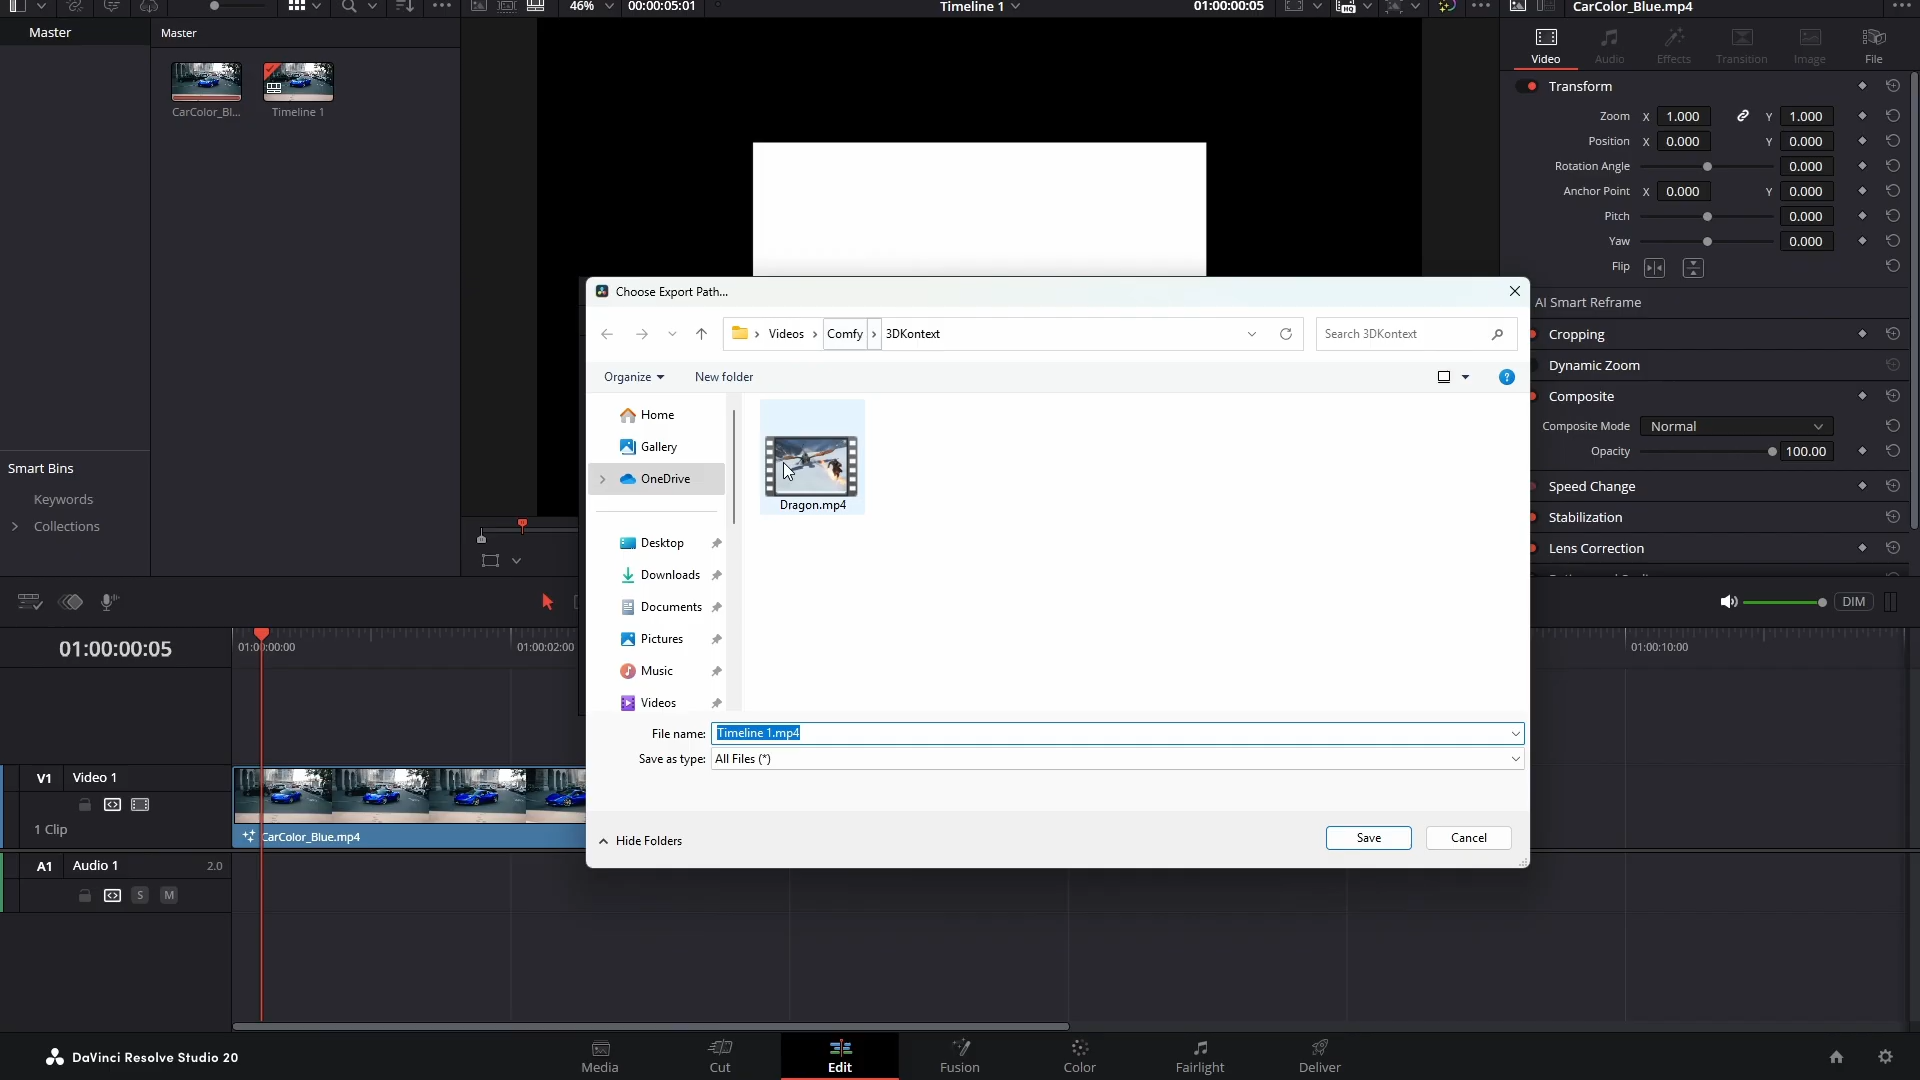 46%
00:00:05:01
Timeline 1
01:00:00:05
CarColor_Blue.mp4
Master
Master
CarColor_Bl...
Timeline 1
Video
Audio
Effects
Transition
Image
File
Transform
Zoom X 1.000 Y 1.000
Position X 0.000 Y 0.000
Rotation Angle 0.000
Anchor Point X 0.000 Y 0.000
Pitch 0.000
Yaw 0.000
Flip
AI Smart Reframe
Cropping
Dynamic Zoom
Composite
Composite Mode Normal
Opacity 100.00
Speed Change
Stabilization
Lens Correction
Smart Bins
Keywords
Collections
Choose Export Path...
Videos > Comfy > 3DKontext
Search 3DKontext
Organize
New folder
?
Home
Gallery
OneDrive
Desktop
Downloads
Documents
Pictures
Music
Videos
Dragon.mp4
File name: Timeline 1.mp4
Save as type: All Files (*)
Hide Folders
Save
Cancel
DIM
01:00:00:05
01:00:00:00
01:00:02:00
01:00:10:00
V1 Video 1
1 Clip
CarColor_Blue.mp4
A1 Audio 1 2.0
S M
DaVinci Resolve Studio 20
Media
Cut
Edit
Fusion
Color
Fairlight
Deliver